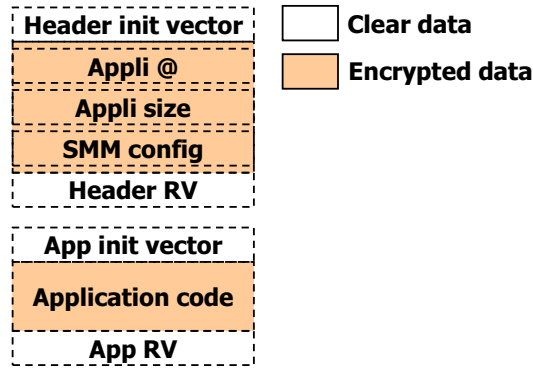 Header init vector
Appli @
Appli size
SMM config
Header RV
App init vector
Application code
App RV
Clear data
Encrypted data